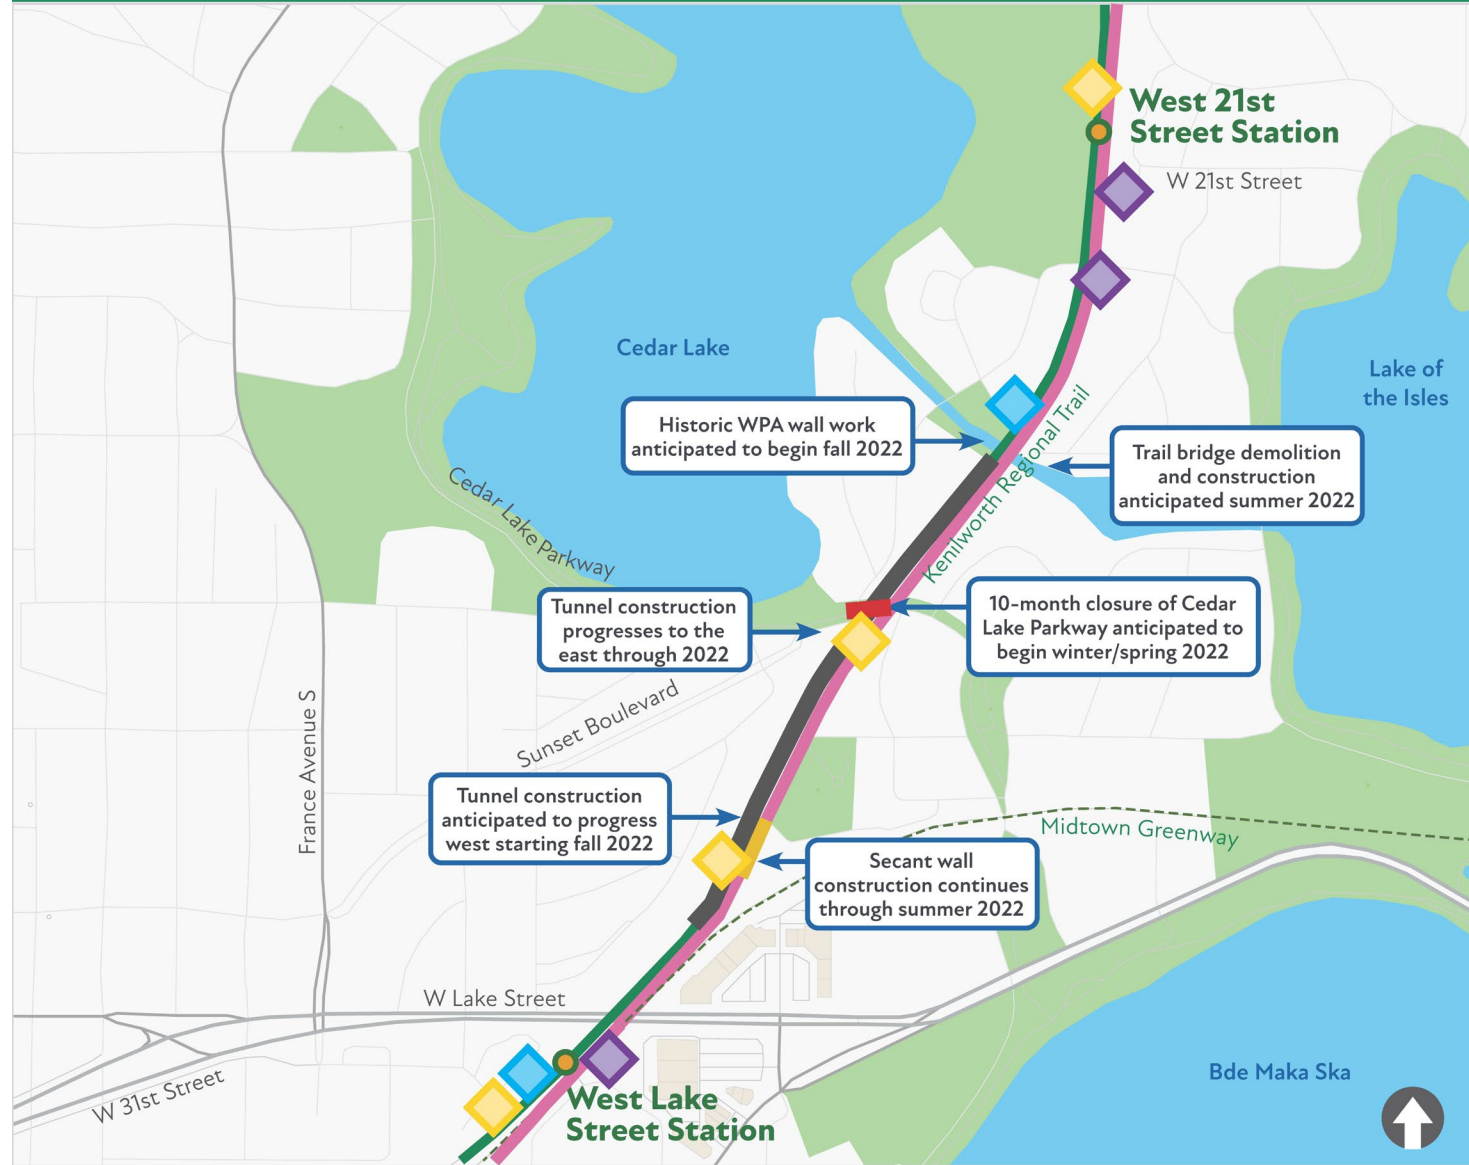 West 21st
Street Station
W 21st Street
Cedar Lake
Lake of
the Isles
Kenilworth Regional Trail
Historic WPA wall work
anticipated to begin fall 2022
Trail bridge demolition
and construction
anticipated summer 2022
Cedar Lake Parkway
Tunnel construction
progresses to the
east through 2022
10-month closure of Cedar
Lake Parkway anticipated to
begin winter/spring 2022
Sunset Boulevard
France Avenue S
Tunnel construction
anticipated to progress
west starting fall 2022
Midtown Greenway
Secant wall
construction continues
through summer 2022
W Lake Street
W 31st Street
West Lake
Street Station
Bde Maka Ska